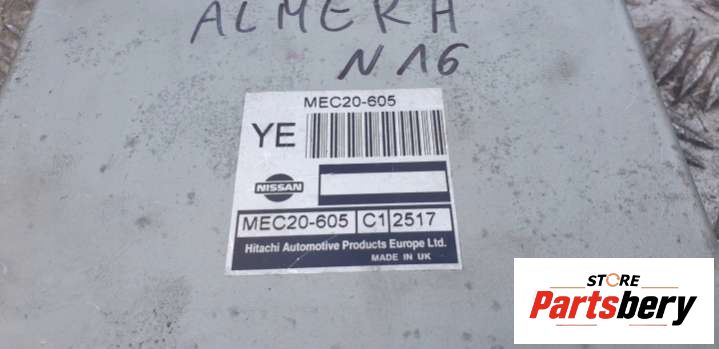 ALMERA
N16
MEC20-605
YE
NISSAN
MEC20-605 C1 2517
Hitachi Automotive Products Europe Ltd.
MADE IN UK
STORE
Partsbery